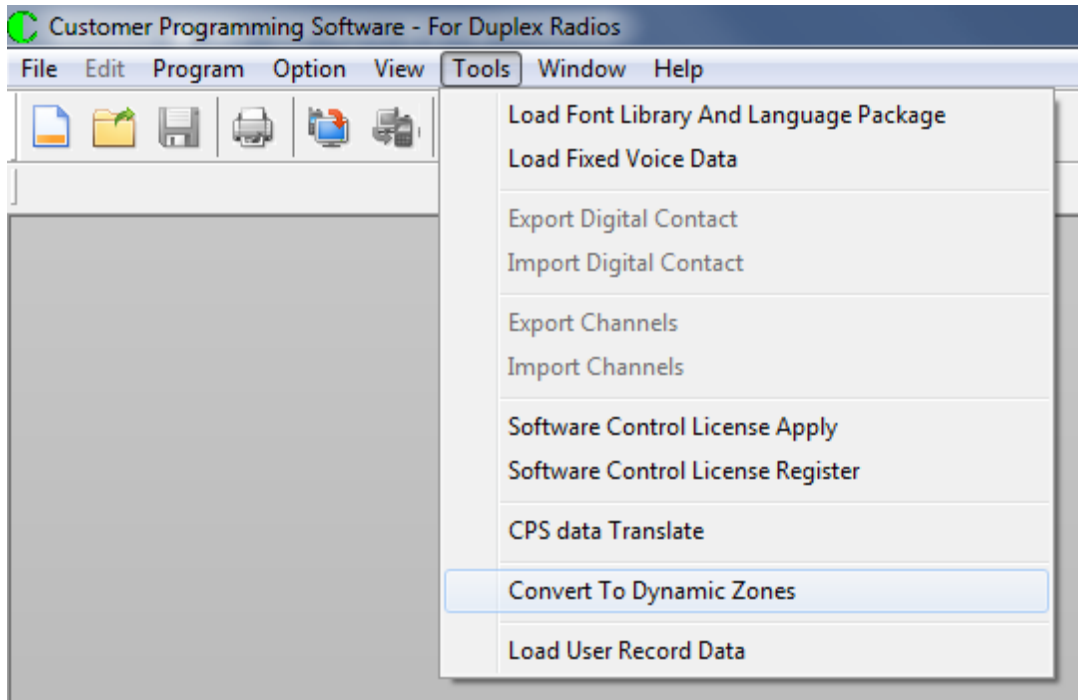 Customer Programming Software - For Duplex Radios
File Edit Program Option View Tools Window Help
Load Font Library And Language Package
Load Fixed Voice Data
Export Digital Contact
Import Digital Contact
Export Channels
Import Channels
Software Control License Apply
Software Control License Register
CPS data Translate
Convert To Dynamic Zones
Load User Record Data